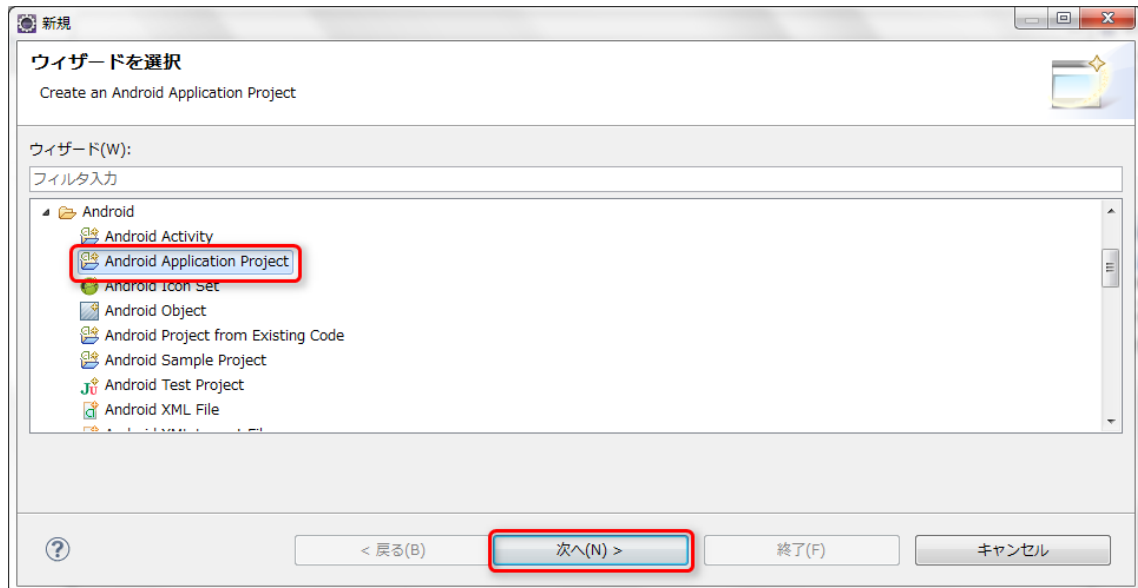 新規
ウィザードを選択
Create an Android Application Project
ウィザード(W):
フィルタ入力
Android
Android Activity
Android Application Project
Android Icon Set
Android Object
Android Project from Existing Code
Android Sample Project
Android Test Project
Android XML File
< 戻る(B) 次へ(N) > 終了(F) キャンセル